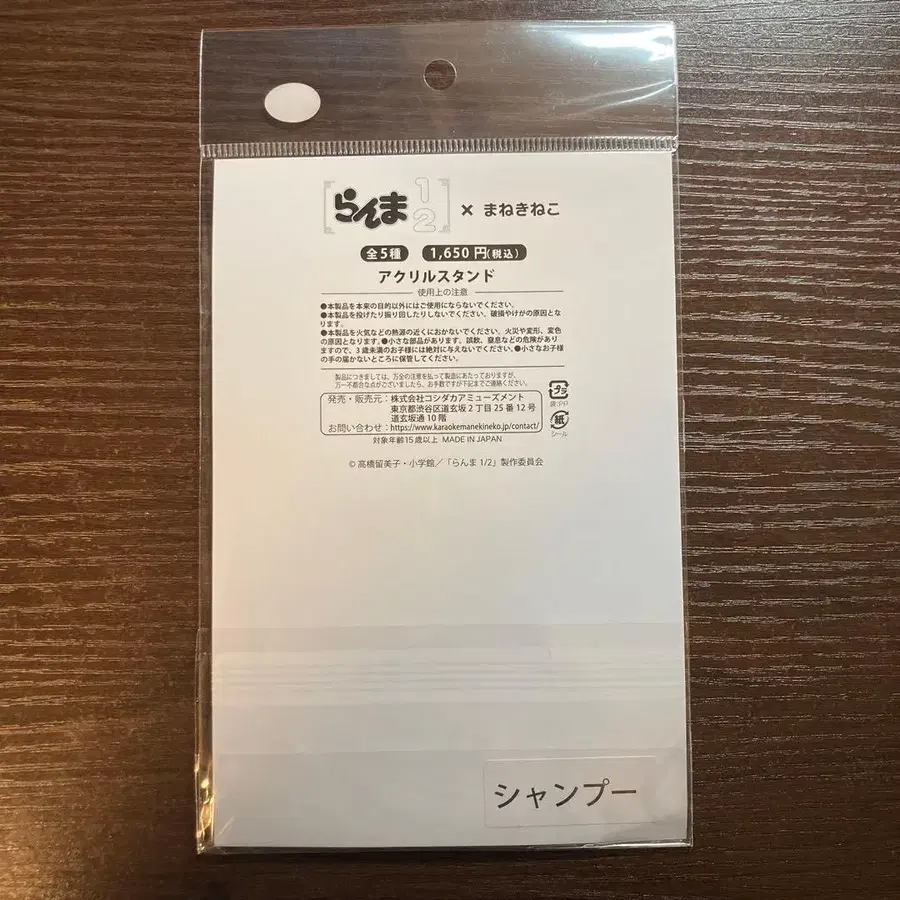 らんま1/2 × まねきねこ
全5種 1,650円(税込)
アクリルスタンド
使用上の注意
●本製品を本来の目的以外にはご使用にならないでください。
●本製品を投げたり振り回したりしないでください。破損やけがの原因とな
ります。
●本製品を火気などの熱源の近くにおかないでください。火災や変形、変色
の原因となります。●小さな部品があります。誤飲、窒息などの危険があり
ますので、3歳未満のお子様には絶対に与えないでください。●小さなお子様
の手の届かないところに保管してください。
製品につきましては、万全の注意を払って製造にあたっておりますが、
万一不都合な点がございましたら、お手数ですが下記までご連絡ください。
発売・販売元：株式会社コシダカアミューズメント
東京都渋谷区道玄坂2丁目25番12号
道玄坂通10階
お問い合わせ：https://www.karaokemanekineko.jp/contact/
プラ
袋:PP
紙
シール
対象年齢15歳以上 MADE IN JAPAN
© 高橋留美子・小学館／「らんま1/2」製作委員会
シャンプー